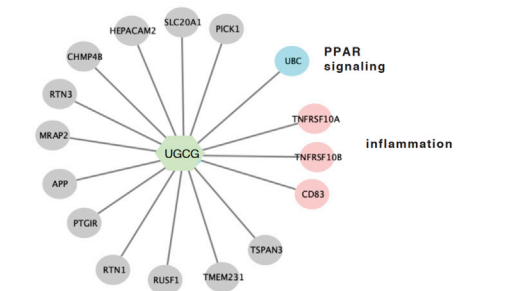 SLC20A1
HEPACAM2
PICK1
CHMP4B
UBC
PPAR
signaling
RTN3
TNFRSF10A
MRAP2
UGCG
TNFRSF10B
inflammation
APP
CD83
PTGIR
TSPAN3
RTN1
RUSF1
TMEM231